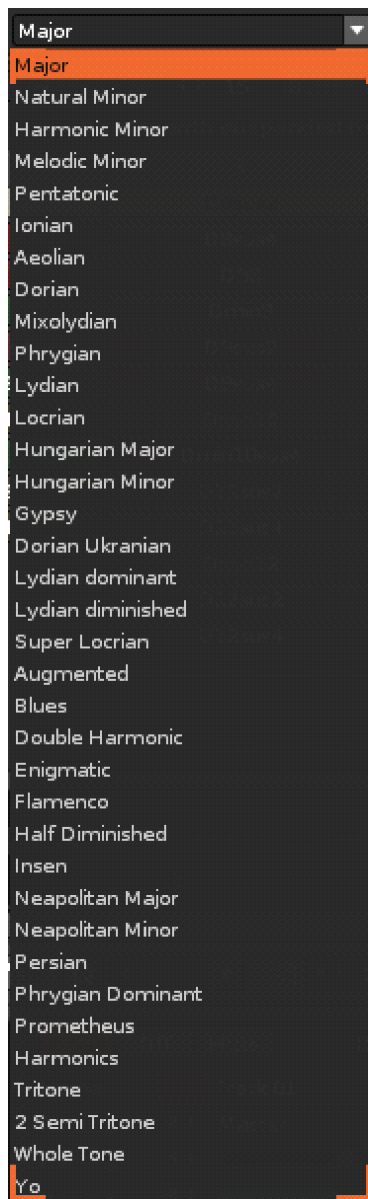 Major
Major
Natural Minor
Harmonic Minor
Melodic Minor
Pentatonic
Ionian
Aeolian
Dorian
Mixolydian
Phrygian
Lydian
Locrian
Hungarian Major
Hungarian Minor
Gypsy
Dorian Ukranian
Lydian dominant
Lydian diminished
Super Locrian
Augmented
Blues
Double Harmonic
Enigmatic
Flamenco
Half Diminished
Insen
Neapolitan Major
Neapolitan Minor
Persian
Phrygian Dominant
Prometheus
Harmonics
Tritone
2 Semi Tritone
Whole Tone
Yo